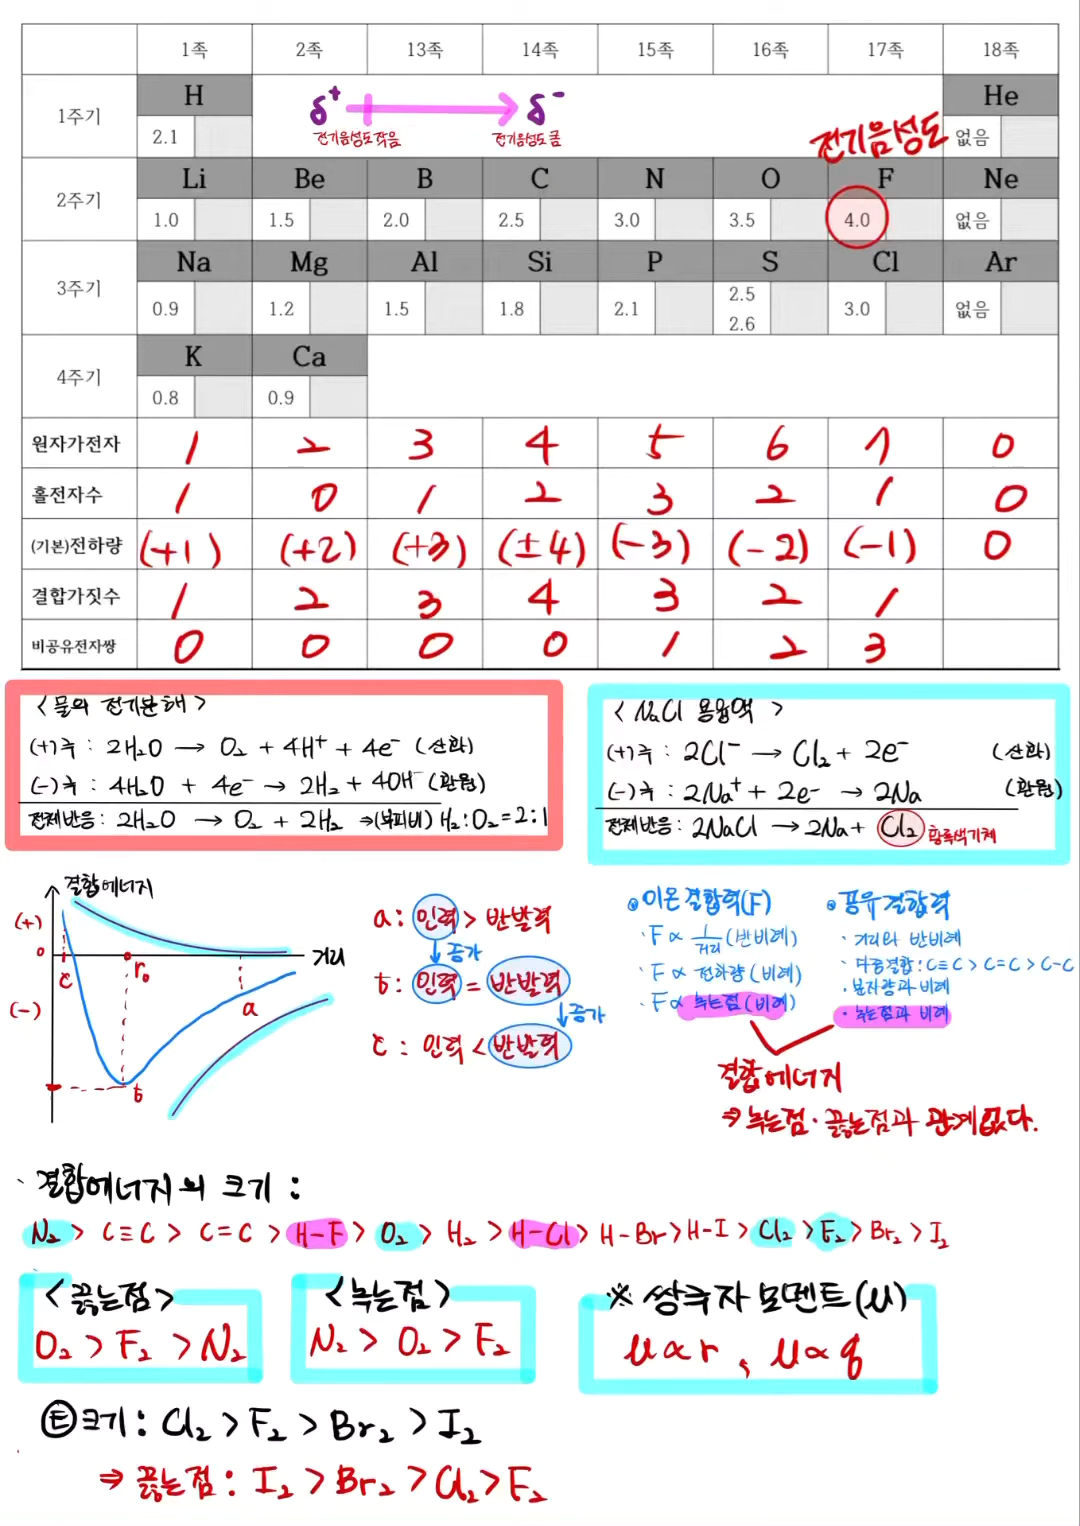 1족 2족 13족 14족 15족 16족 17족 18족
1주기 H He
2.1 없음
δ+ δ-
전기음성도 작음 전기음성도 큼
전기음성도
2주기 Li Be B C N O F Ne
1.0 1.5 2.0 2.5 3.0 3.5 4.0 없음
3주기 Na Mg Al Si P S Cl Ar
0.9 1.2 1.5 1.8 2.1 2.5 2.6 3.0 없음
4주기 K Ca
0.8 0.9
원자가전자 1 2 3 4 5 6 7 0
홀전자수 1 0 1 2 3 2 1 0
(기본)전하량 (+1) (+2) (+3) (±4) (-3) (-2) (-1) 0
결합가짓수 1 2 3 4 3 2 1
비공유전자쌍 0 0 0 0 1 2 3
<물의 전기분해>
(+)극 : 2H₂O → O₂ + 4H⁺ + 4e⁻ (산화)
(-)극 : 4H₂O + 4e⁻ → 2H₂ + 4OH⁻ (환원)
전체반응 : 2H₂O → O₂ + 2H₂ ⇒(부피비) H₂:O₂=2:1
<NaCl 용융액>
(+)극 : 2Cl⁻ → Cl₂ + 2e⁻ (산화)
(-)극 : 2Na⁺ + 2e⁻ → 2Na (환원)
전체반응 : 2NaCl → 2Na + Cl₂ 황록색기체
결합에너지
(+)
0
(-)
거리
c r₀ a
b
a : 인력 > 반발력
↓증가
b : 인력 = 반발력
↓증가
c : 인력 < 반발력
이온결합력(F)
· F ∝ 1/거리 (반비례)
· F ∝ 전하량 (비례)
· F ∝ 녹는점 (비례)
공유결합력
· 거리와 반비례
· 다중결합 : C≡C > C=C > C-C
· 분자량과 비례
· 녹는점과 비례
결합에너지
⇒ 녹는점·끓는점과 관계없다.
· 결합에너지의 크기 :
N₂ > C≡C > C=C > H-F > O₂ > H₂ > H-Cl > H-Br > H-I > Cl₂ > F₂ > Br₂ > I₂
<끓는점>
O₂ > F₂ > N₂
<녹는점>
N₂ > O₂ > F₂
※ 쌍극자 모멘트(μ)
μ∝r , μ∝q
Ⓔ크기 : Cl₂ > F₂ > Br₂ > I₂
⇒ 끓는점 : I₂ > Br₂ > Cl₂ > F₂